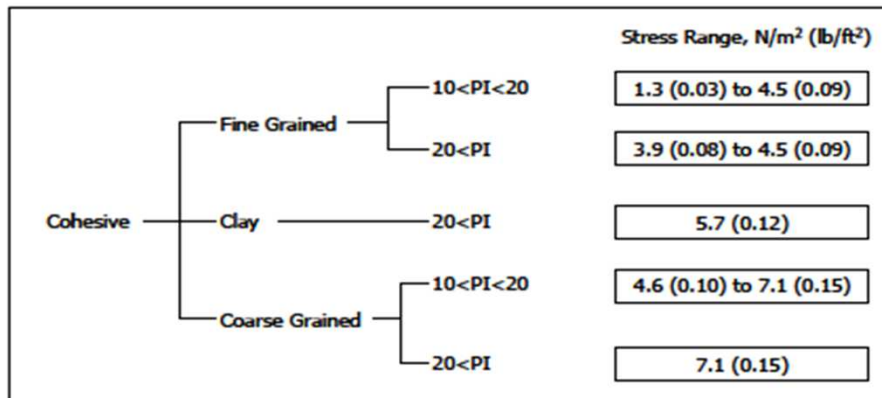 Stress Range, N/m² (lb/ft²)
10<PI<20
1.3 (0.03) to 4.5 (0.09)
Fine Grained
20<PI
3.9 (0.08) to 4.5 (0.09)
Cohesive
Clay
20<PI
5.7 (0.12)
10<PI<20
4.6 (0.10) to 7.1 (0.15)
Coarse Grained
20<PI
7.1 (0.15)